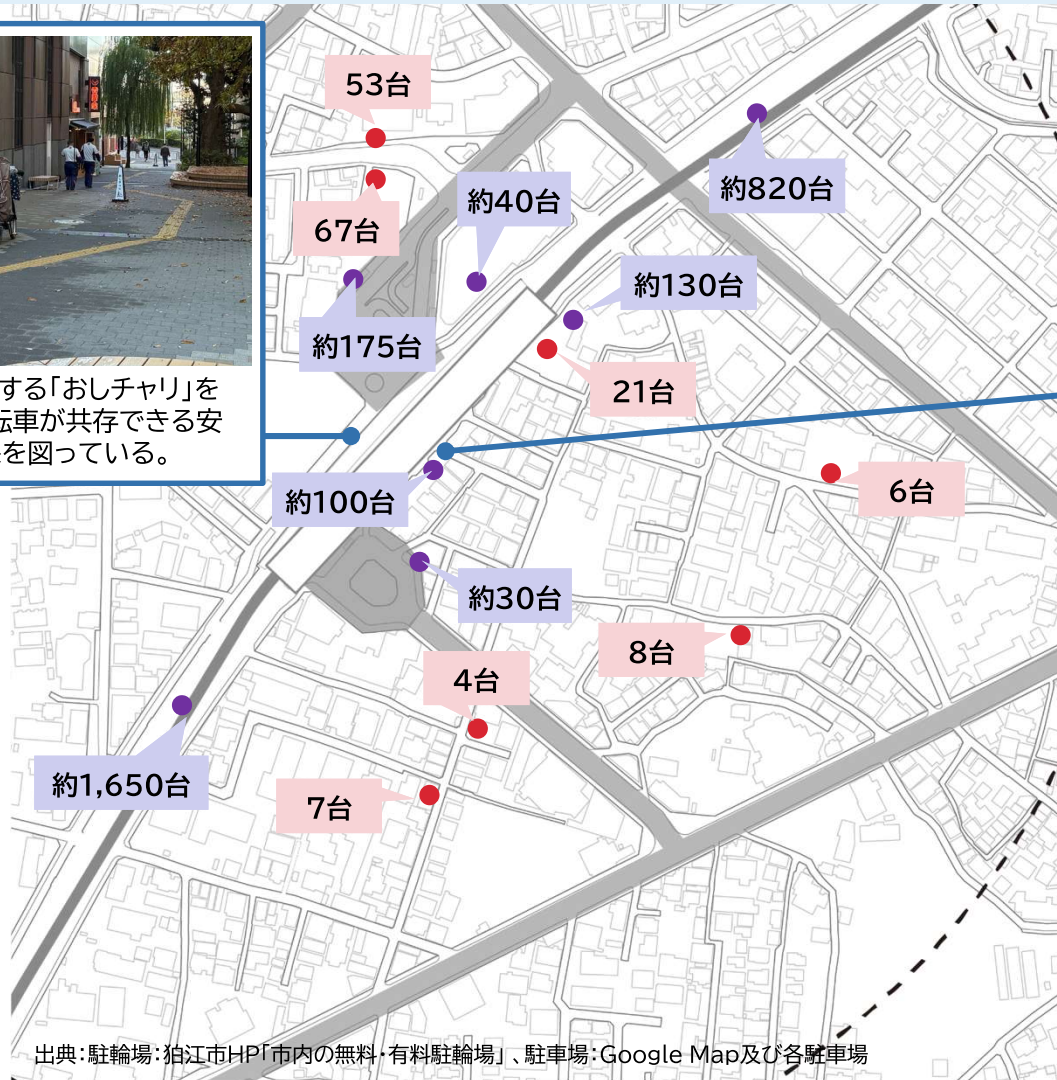 53台
67台
約40台
約820台
約130台
約175台
21台
する「おしチャリ」を
転車が共存できる安
を図っている。
約100台
6台
約30台
8台
4台
約1,650台
7台
出典:駐輪場:狛江市HP「市内の無料・有料駐輪場」、駐車場:Google Map及び各駐車場